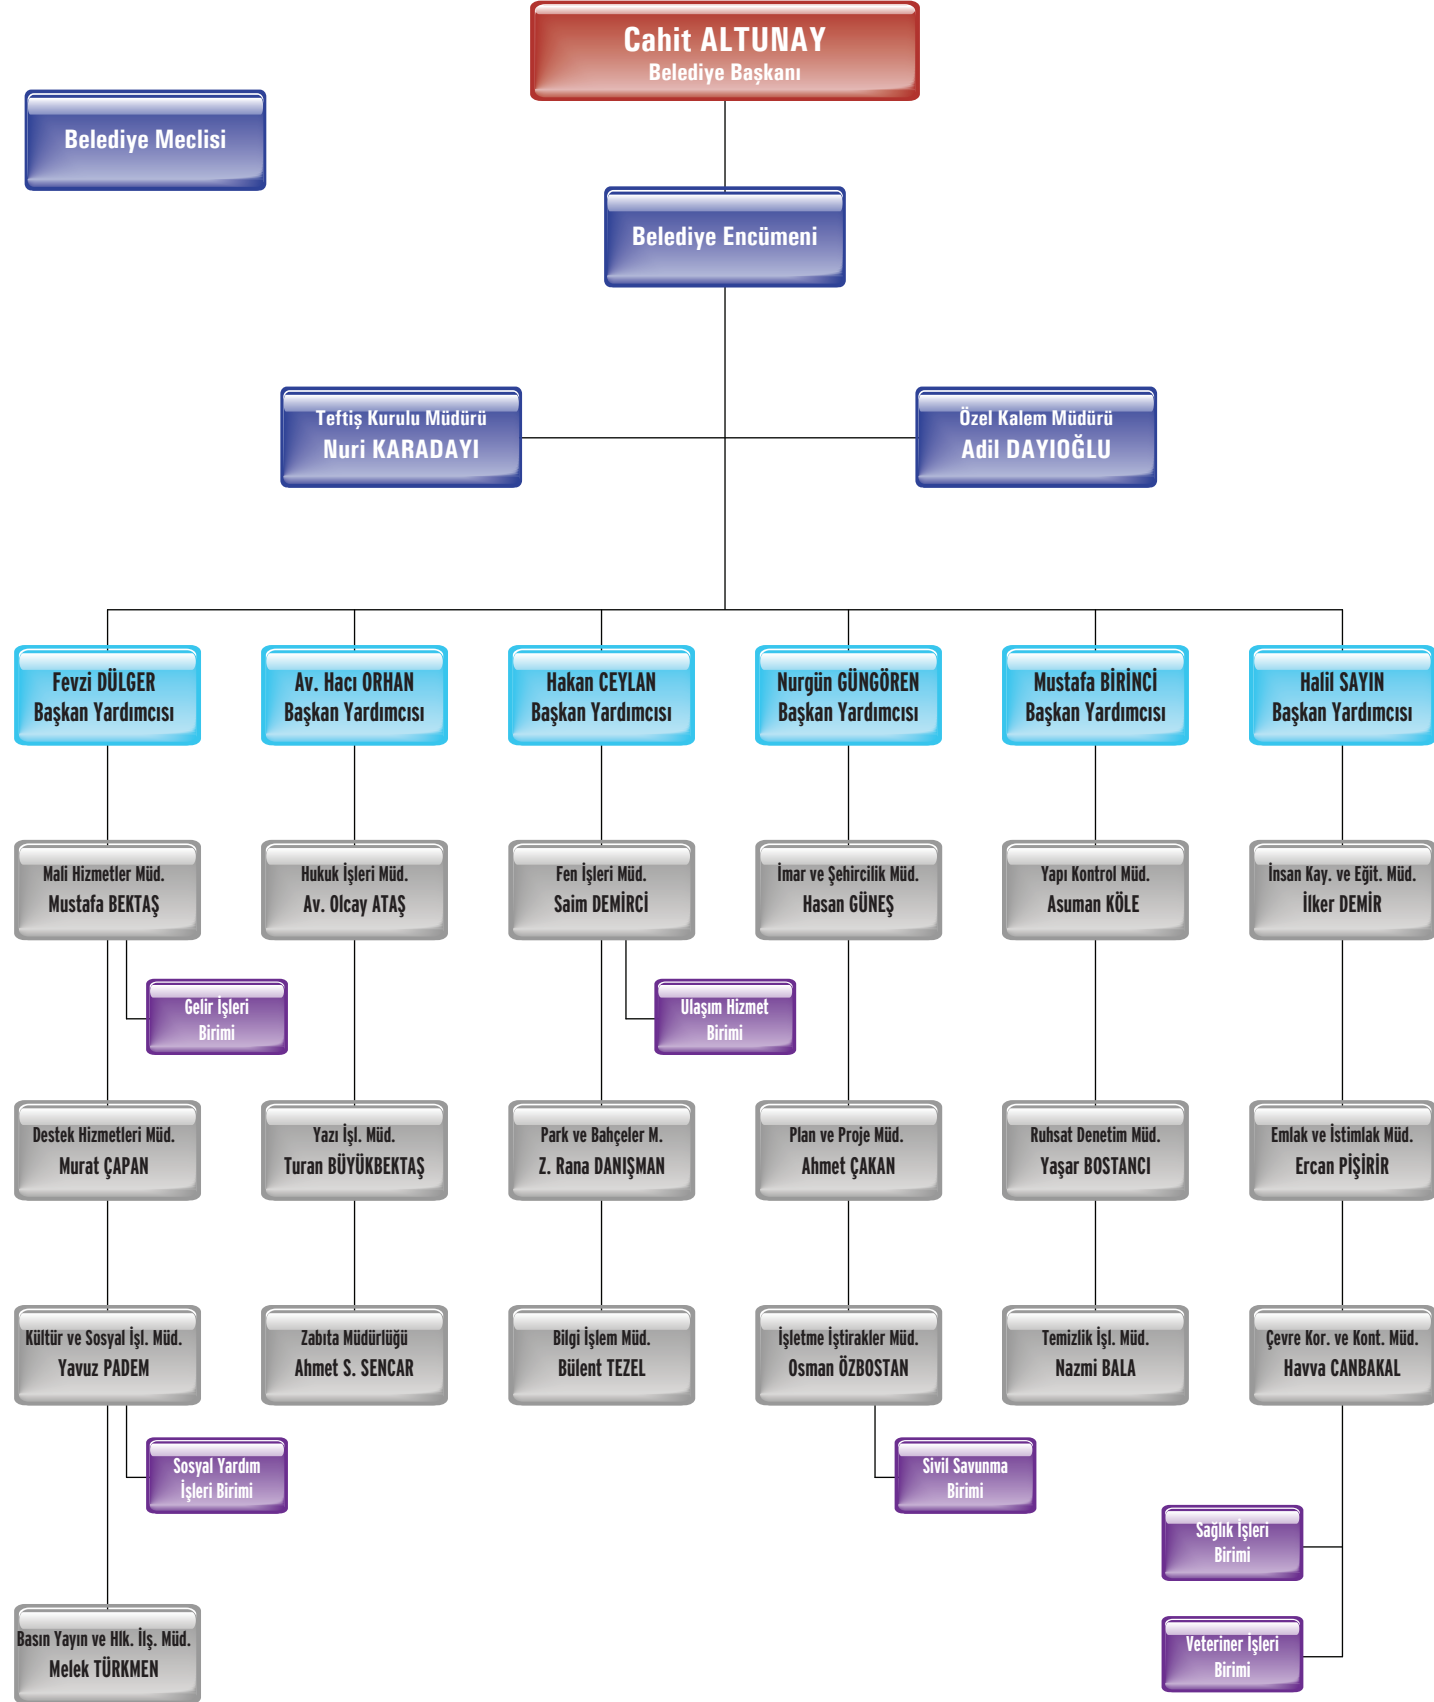 Cahit ALTUNAY
Belediye Başkanı
Belediye Meclisi
Belediye Encümeni
Teftiş Kurulu Müdürü
Nuri KARADAYI
Özel Kalem Müdürü
Adil DAYIOĞLU
Fevzi DÜLGER
Başkan Yardımcısı
Av. Hacı ORHAN
Başkan Yardımcısı
Hakan CEYLAN
Başkan Yardımcısı
Nurgün GÜNGÖREN
Başkan Yardımcısı
Mustafa BİRİNCİ
Başkan Yardımcısı
Halil SAYIN
Başkan Yardımcısı
Mali Hizmetler Müd.
Mustafa BEKTAŞ
Hukuk İşleri Müd.
Av. Olcay ATAŞ
Fen İşleri Müd.
Saim DEMİRCİ
İmar ve Şehircilik Müd.
Hasan GÜNEŞ
Yapı Kontrol Müd.
Asuman KÖLE
İnsan Kay. ve Eğit. Müd.
İlker DEMİR
Gelir İşleri
Birimi
Ulaşım Hizmet
Birimi
Destek Hizmetleri Müd.
Murat ÇAPAN
Yazı İşl. Müd.
Turan BÜYÜKBEKTAŞ
Park ve Bahçeler M.
Z. Rana DANIŞMAN
Plan ve Proje Müd.
Ahmet ÇAKAN
Ruhsat Denetim Müd.
Yaşar BOSTANCI
Emlak ve İstimlak Müd.
Ercan PİŞİRİR
Kültür ve Sosyal İşl. Müd.
Yavuz PADEM
Zabıta Müdürlüğü
Ahmet S. SENCAR
Bilgi İşlem Müd.
Bülent TEZEL
İşletme İştirakler Müd.
Osman ÖZBOSTAN
Temizlik İşl. Müd.
Nazmi BALA
Çevre Kor. ve Kont. Müd.
Havva CANBAKAL
Sosyal Yardım
İşleri Birimi
Sivil Savunma
Birimi
Sağlık İşleri
Birimi
Basın Yayın ve Hlk. İlş. Müd.
Melek TÜRKMEN
Veteriner İşleri
Birimi